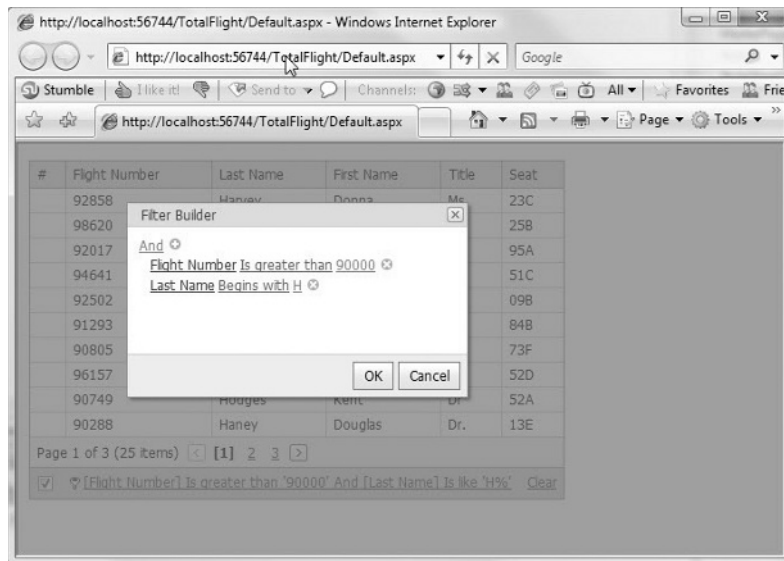 http://localhost:56744/TotalFlight/Default.aspx - Windows Internet Explorer
http://localhost:56744/TotalFlight/Default.aspx Google
Stumble I like it! Send to Channels: All Favorites Frie
http://localhost:56744/TotalFlight/Default.aspx Page Tools »
# Flight Number Last Name First Name Title Seat
92858 Harvey Donna Ms. 23C
98620 25B
92017 95A
94641 51C
92502 09B
91293 84B
90805 73F
96157 52D
90749 Hodges Kent Dr 52A
90288 Haney Douglas Dr. 13E
Filter Builder
And
Flight Number Is greater than 90000
Last Name Begins with H
OK Cancel
Page 1 of 3 (25 items) < [1] 2 3 >
[Flight Number] Is greater than '90000' And [Last Name] Is like 'H%' Clear